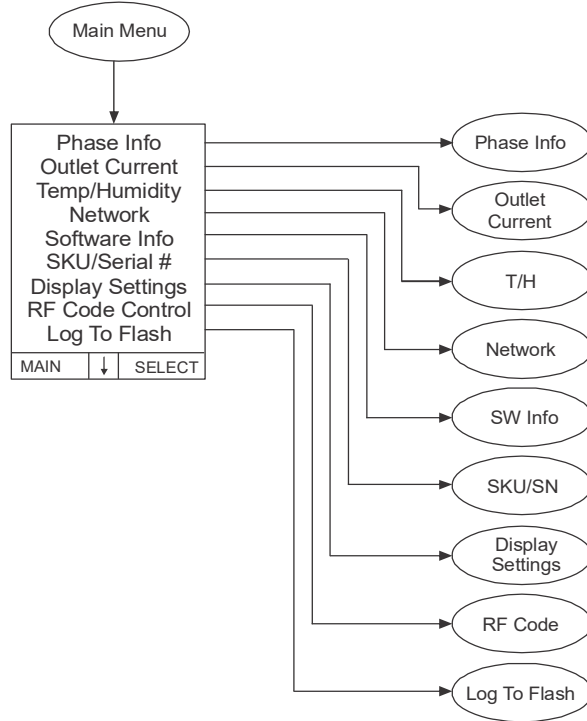 Main Menu
Phase Info
Outlet Current
Temp/Humidity
Network
Software Info
SKU/Serial #
Display Settings
RF Code Control
Log To Flash
MAIN ↓ SELECT
Phase Info
Outlet
Current
T/H
Network
SW Info
SKU/SN
Display
Settings
RF Code
Log To Flash